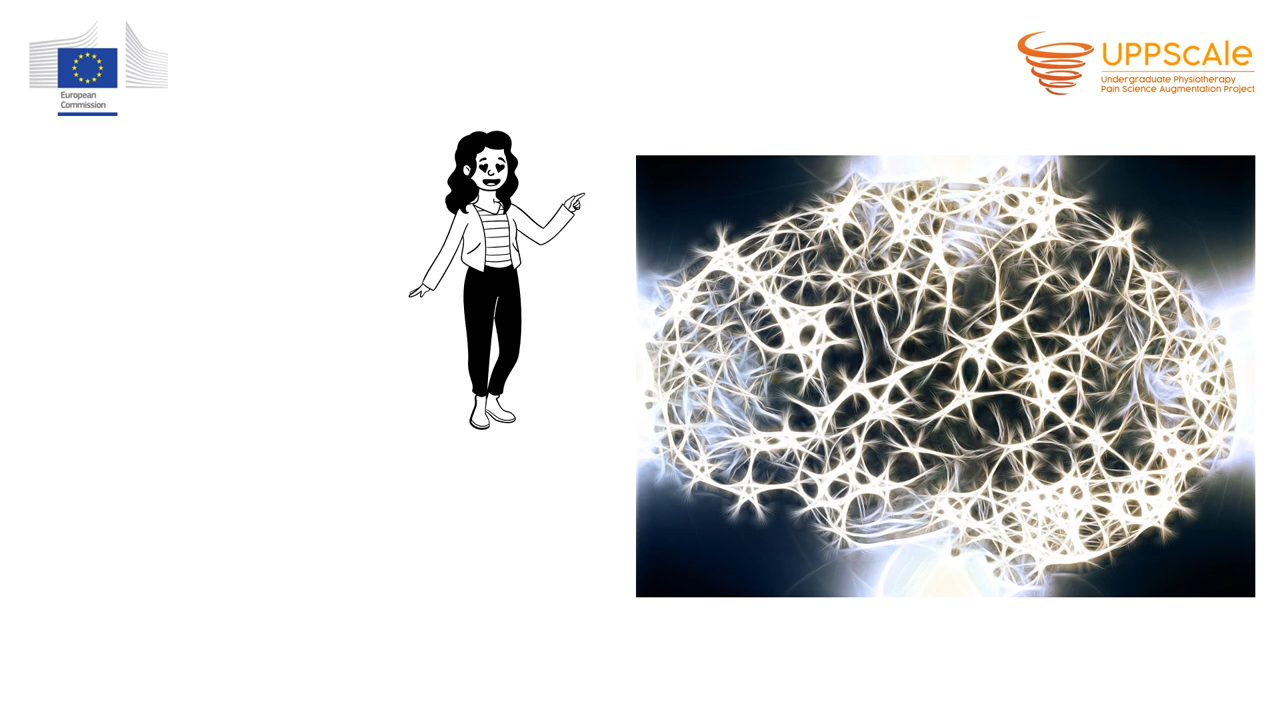 European
Commission
UPPScale
Undergraduate Physiotherapy
Pain Science Augmentation Project